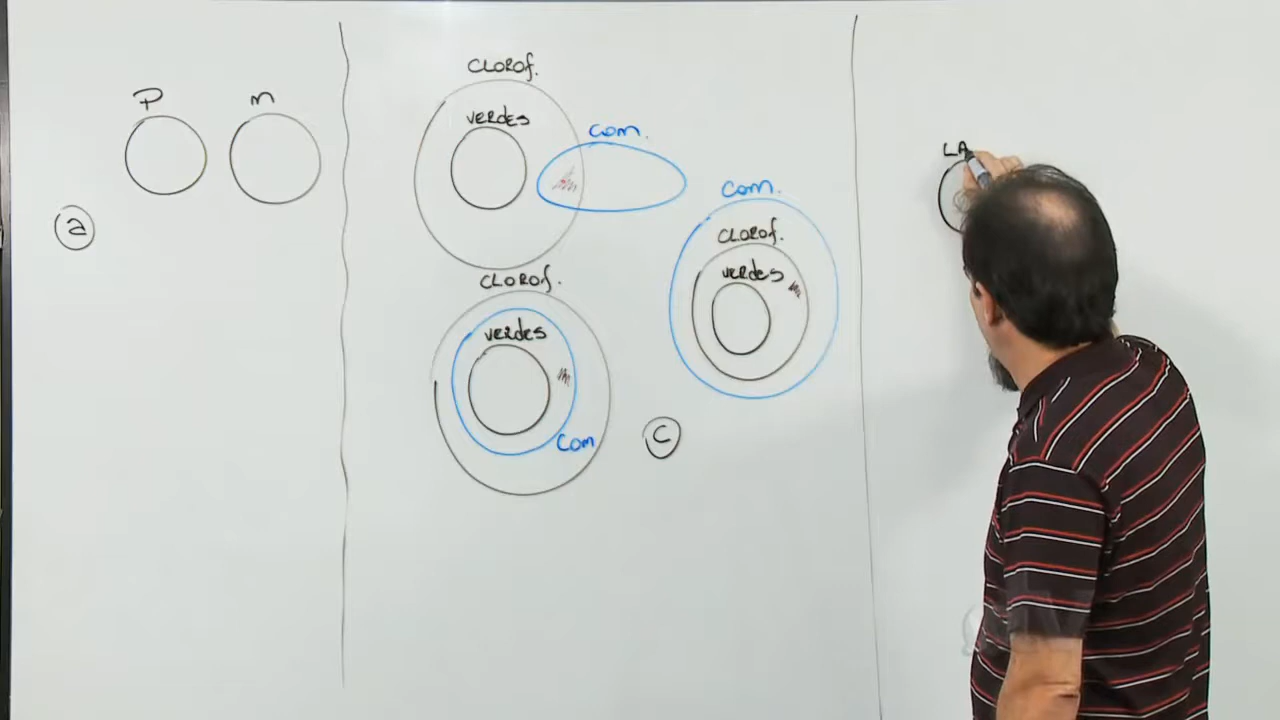 P m
a
CLOROF.
VERDES
com.
CLOROF.
VERDES
com
com.
CLOROF.
VERDES
c
LA